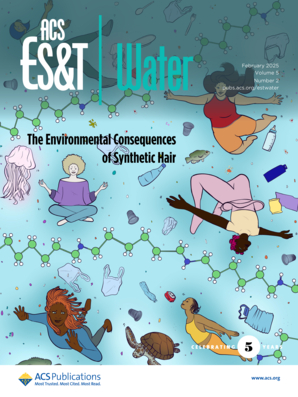 ACS
ES&T Water
February 2025
Volume 5
Number 2
pubs.acs.org/estwater
The Environmental Consequences
of Synthetic Hair
CELEBRATING 5 YEARS
ACS Publications
Most Trusted. Most Cited. Most Read.
www.acs.org